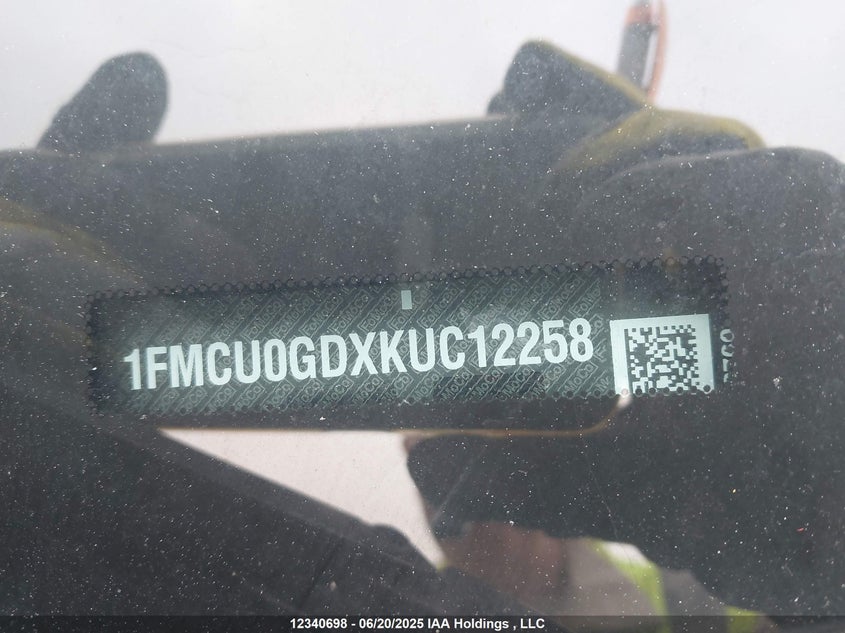 1FMCU0GDXKUC12258
12340698 - 06/20/2025 IAA Holdings , LLC